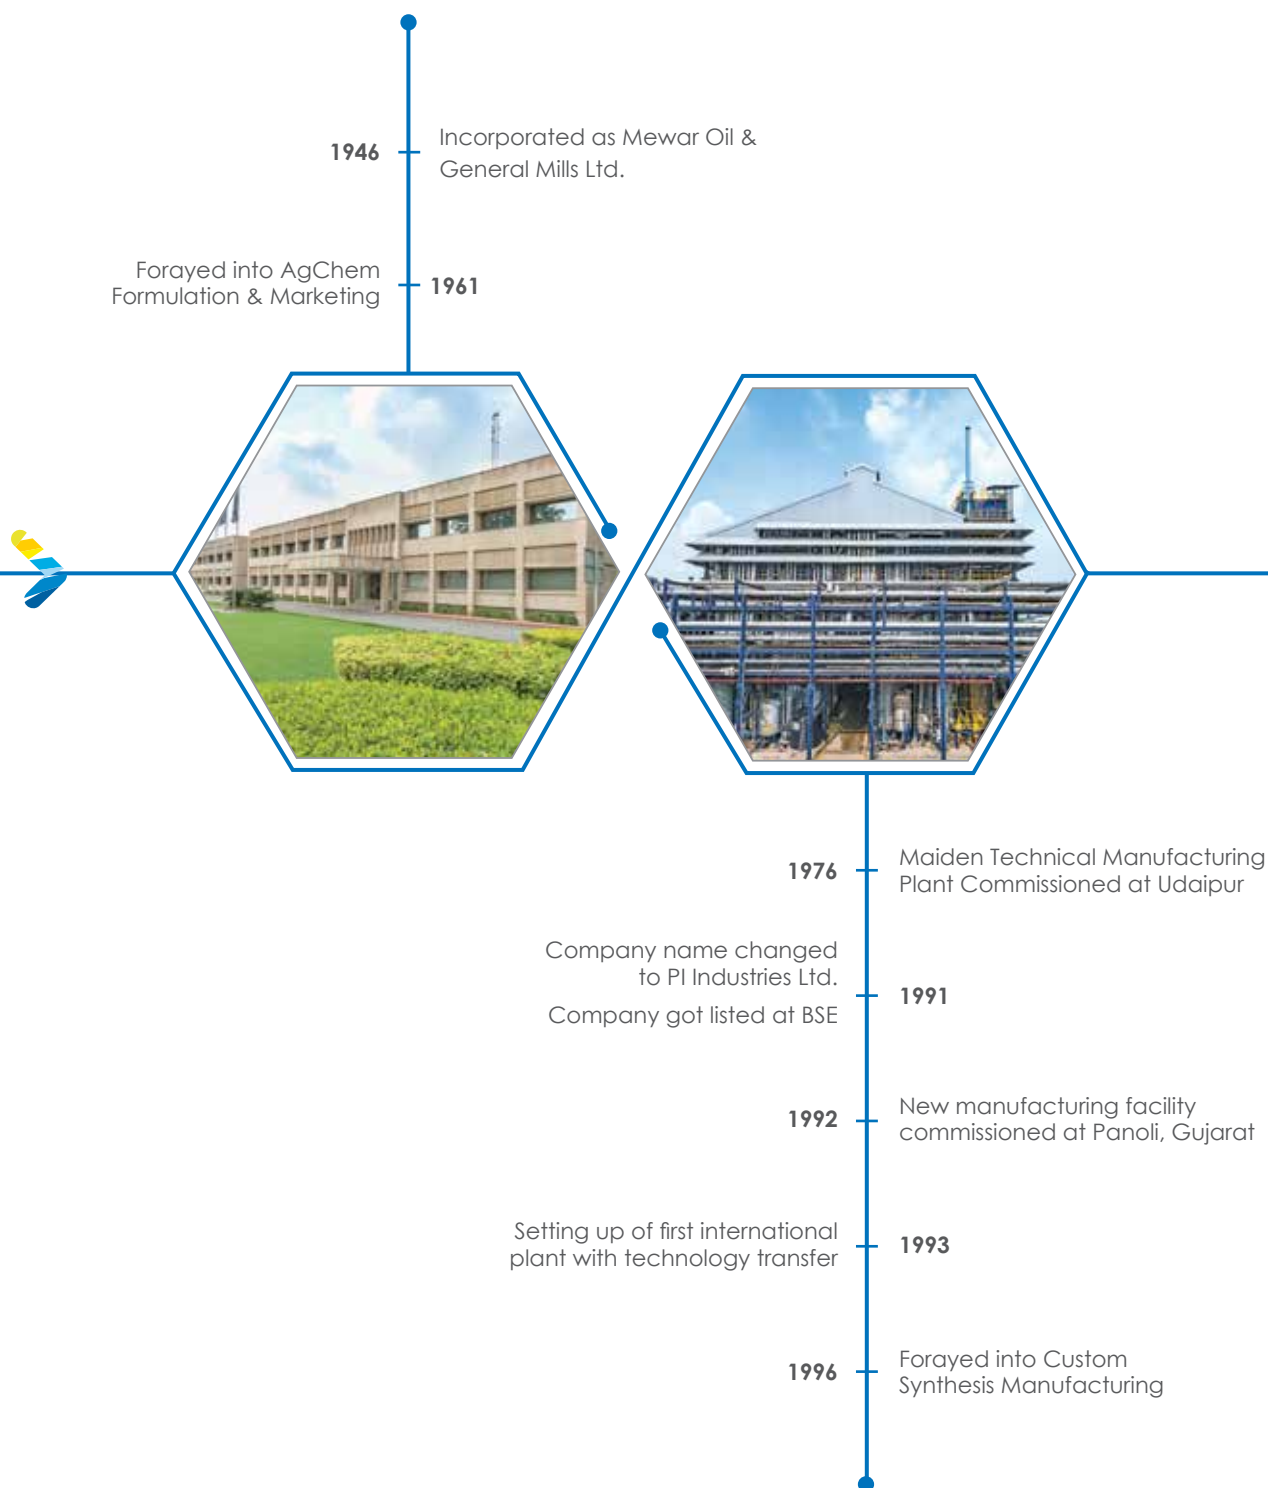 1946
Incorporated as Mewar Oil &
General Mills Ltd.
Forayed into AgChem
Formulation & Marketing
1961
1976
Maiden Technical Manufacturing
Plant Commissioned at Udaipur
Company name changed
to PI Industries Ltd.
Company got listed at BSE
1991
1992
New manufacturing facility
commissioned at Panoli, Gujarat
Setting up of first international
plant with technology transfer
1993
1996
Forayed into Custom
Synthesis Manufacturing